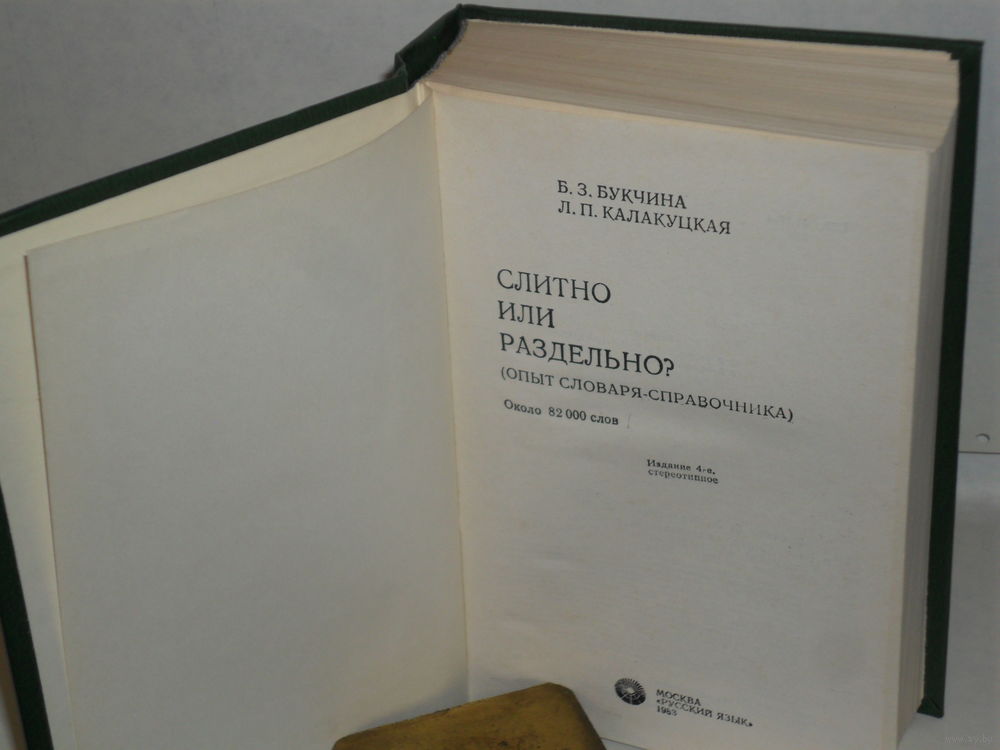 Б. З. БУКЧИНА
Л. П. КАЛАКУЦКАЯ
СЛИТНО
ИЛИ
РАЗДЕЛЬНО?
(ОПЫТ СЛОВАРЯ-СПРАВОЧНИКА)
Около 82 000 слов
Издание 4-е,
стереотипное
МОСКВА
«РУССКИЙ ЯЗЫК»
1983